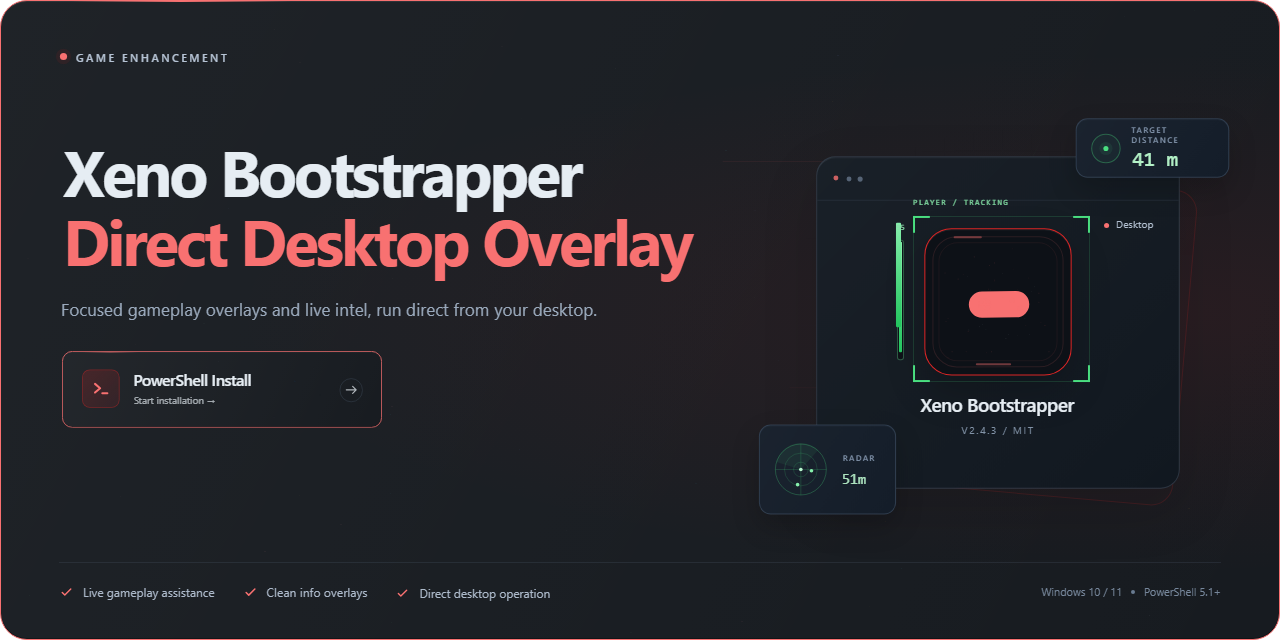 GAME ENHANCEMENT
Xeno Bootstrapper
Direct Desktop Overlay
Focused gameplay overlays and live intel, run direct from your desktop.
>_
PowerShell Install
Start installation →
→
TARGET
DISTANCE
41 m
PLAYER / TRACKING
Desktop
Xeno Bootstrapper
V2.4.3 / MIT
RADAR
51m
Live gameplay assistance
Clean info overlays
Direct desktop operation
Windows 10 / 11 • PowerShell 5.1+